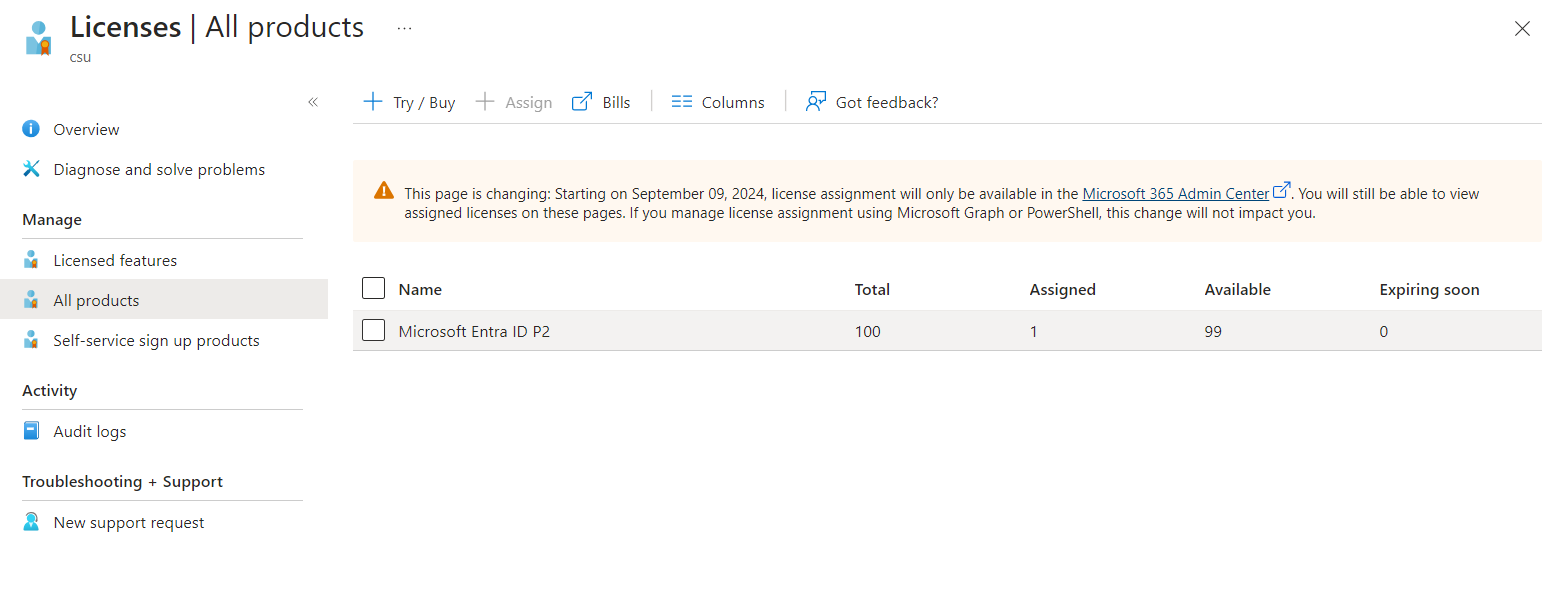 Licenses | All products ...
csu
«
Overview
Diagnose and solve problems
Manage
Licensed features
All products
Self-service sign up products
Activity
Audit logs
Troubleshooting + Support
New support request
Try / Buy Assign Bills Columns Got feedback?
This page is changing: Starting on September 09, 2024, license assignment will only be available in the Microsoft 365 Admin Center. You will still be able to view
assigned licenses on these pages. If you manage license assignment using Microsoft Graph or PowerShell, this change will not impact you.
Name Total Assigned Available Expiring soon
Microsoft Entra ID P2 100 1 99 0